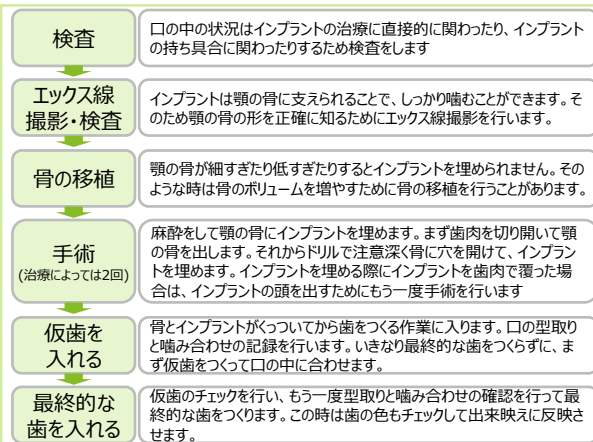 検査
口の中の状況はインプラントの治療に直接的に関わったり、インプラント
の持ち具合に関わったりするため検査をします
エックス線
撮影・検査
インプラントは顎の骨に支えられることで、しっかり噛むことができます。そ
のため顎の骨の形を正確に知るためにエックス線撮影を行います。
骨の移植
顎の骨が細すぎたり低すぎたりするとインプラントを埋められません。その
ような時は骨のボリュームを増やすために骨の移植を行うことがあります。
手術
(治療によっては2回)
麻酔をして顎の骨にインプラントを埋めます。まず歯肉を切り開いて顎
の骨を出します。それからドリルで注意深く骨に穴を開けて、インプラン
トを埋めます。インプラントを埋める際にインプラントを歯肉で覆った場
合は、インプラントの頭を出すためにもう一度手術を行います
仮歯を
入れる
骨とインプラントがくっついてから歯をつくる作業に入ります。口の型取り
と噛み合わせの記録を行います。いきなり最終的な歯をつくらずに、ま
ず仮歯をつくって口の中に合わせます。
最終的な
歯を入れる
仮歯のチェックを行い、もう一度型取りと噛み合わせの確認を行って最
終的な歯をつくります。この時は歯の色もチェックして出来映えに反映さ
せます。